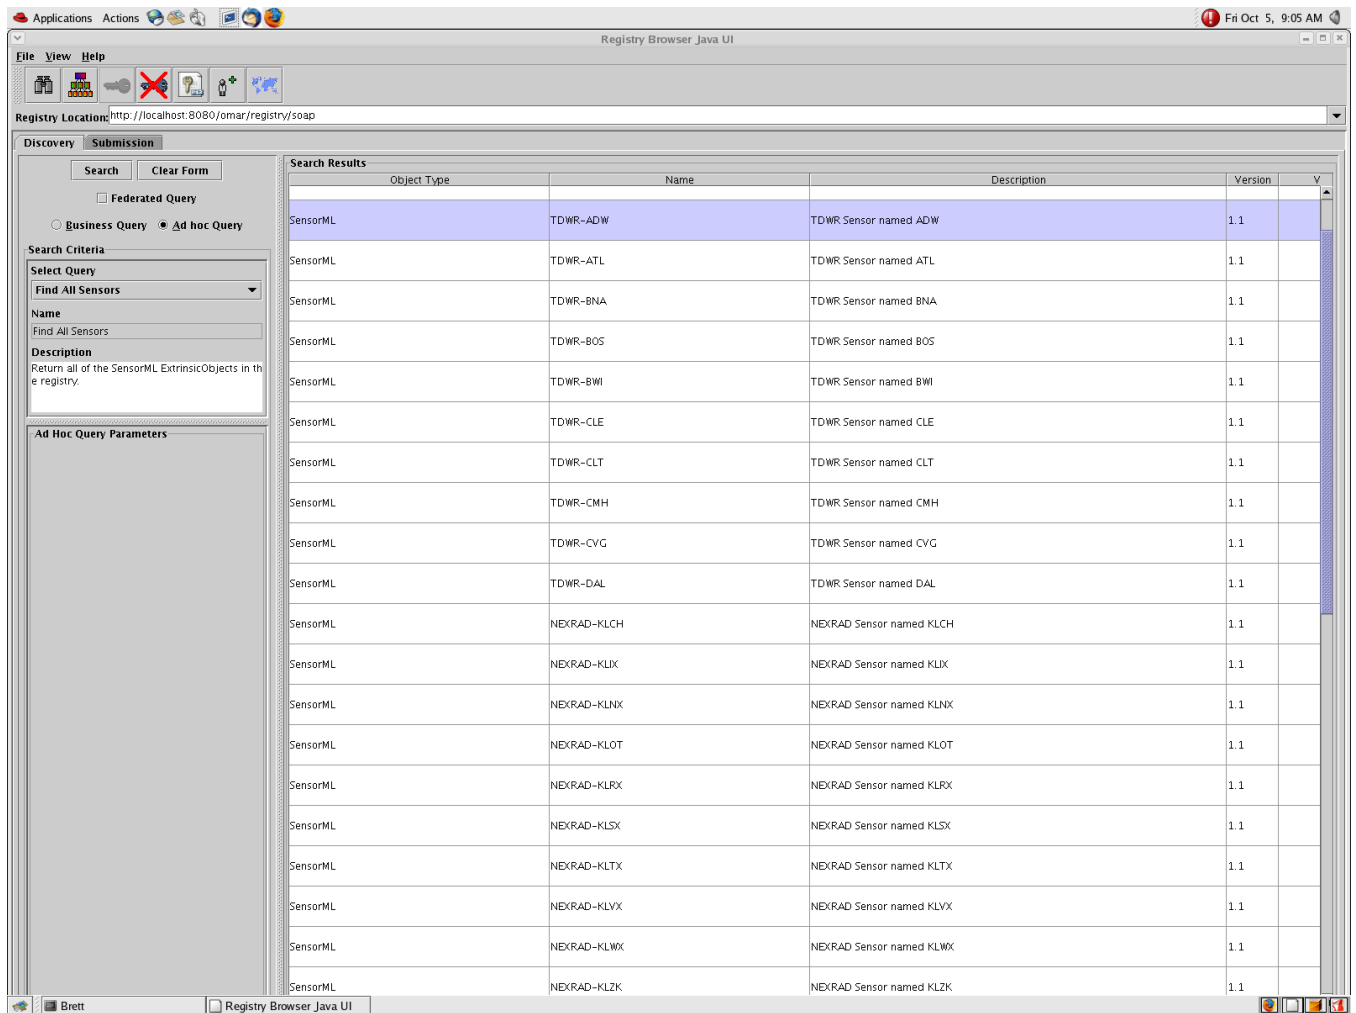 Applications Actions Fri Oct 5, 9:05 AM
Registry Browser Java UI
File View Help
Registry Location: http://localhost:8080/omar/registry/soap
Discovery Submission
Search Clear Form
Federated Query
Business Query Ad hoc Query
Search Criteria
Select Query
Find All Sensors
Name
Find All Sensors
Description
Return all of the SensorML ExtrinsicObjects in th
e registry.
Ad Hoc Query Parameters
Search Results
Object Type Name Description Version V
SensorML TDWR-ADW TDWR Sensor named ADW 1.1
SensorML TDWR-ATL TDWR Sensor named ATL 1.1
SensorML TDWR-BNA TDWR Sensor named BNA 1.1
SensorML TDWR-BOS TDWR Sensor named BOS 1.1
SensorML TDWR-BWI TDWR Sensor named BWI 1.1
SensorML TDWR-CLE TDWR Sensor named CLE 1.1
SensorML TDWR-CLT TDWR Sensor named CLT 1.1
SensorML TDWR-CMH TDWR Sensor named CMH 1.1
SensorML TDWR-CVG TDWR Sensor named CVG 1.1
SensorML TDWR-DAL TDWR Sensor named DAL 1.1
SensorML NEXRAD-KLCH NEXRAD Sensor named KLCH 1.1
SensorML NEXRAD-KLIX NEXRAD Sensor named KLIX 1.1
SensorML NEXRAD-KLNX NEXRAD Sensor named KLNX 1.1
SensorML NEXRAD-KLOT NEXRAD Sensor named KLOT 1.1
SensorML NEXRAD-KLRX NEXRAD Sensor named KLRX 1.1
SensorML NEXRAD-KLSX NEXRAD Sensor named KLSX 1.1
SensorML NEXRAD-KLTX NEXRAD Sensor named KLTX 1.1
SensorML NEXRAD-KLVX NEXRAD Sensor named KLVX 1.1
SensorML NEXRAD-KLWX NEXRAD Sensor named KLWX 1.1
SensorML NEXRAD-KLZK NEXRAD Sensor named KLZK 1.1
Brett Registry Browser Java UI